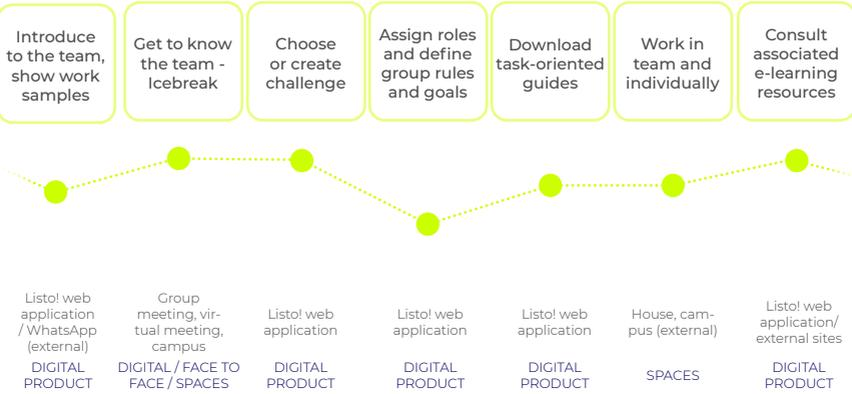 Introduce
to the team,
show work
samples
Get to know
the team -
Icebreak
Choose
or create
challenge
Assign roles
and define
group rules
and goals
Download
task-oriented
guides
Work in
team and
individually
Consult
associated
e-learning
resources
Listo! web
application
/ WhatsApp
(external)
Group
meeting, vir-
tual meeting,
campus
Listo! web
application
Listo! web
application
Listo! web
application
House, cam-
pus (external)
Listo! web
application/
external sites
DIGITAL
PRODUCT
DIGITAL / FACE TO
FACE / SPACES
DIGITAL
PRODUCT
DIGITAL
PRODUCT
DIGITAL
PRODUCT
SPACES
DIGITAL
PRODUCT